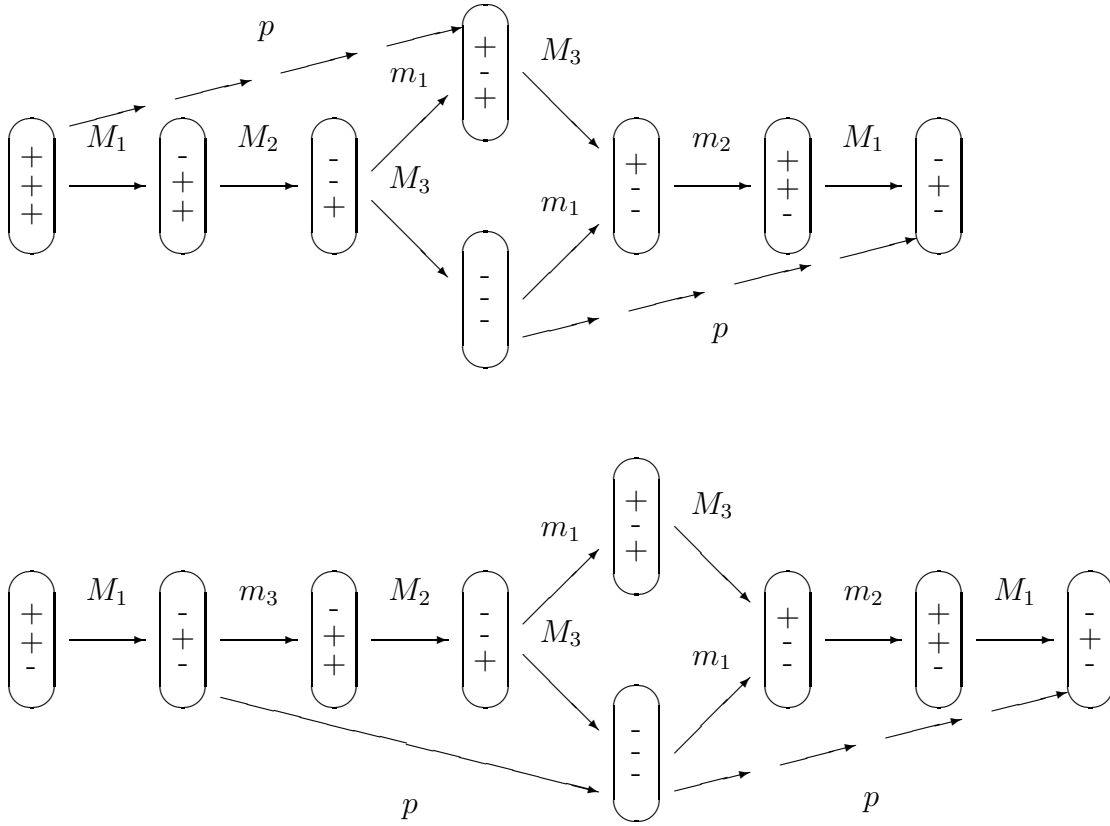 p
+
-
+
M₃
m₁
M₁
M₂
m₂
M₁
+
+
+
-
+
+
-
-
+
M₃
m₁
+
-
-
+
+
-
-
+
-
-
-
-
p
+
-
+
m₁
M₃
M₁
m₃
M₂
m₂
M₁
+
+
-
-
+
-
-
+
+
-
-
+
M₃
m₁
+
-
-
+
+
-
-
+
-
-
-
-
p
p